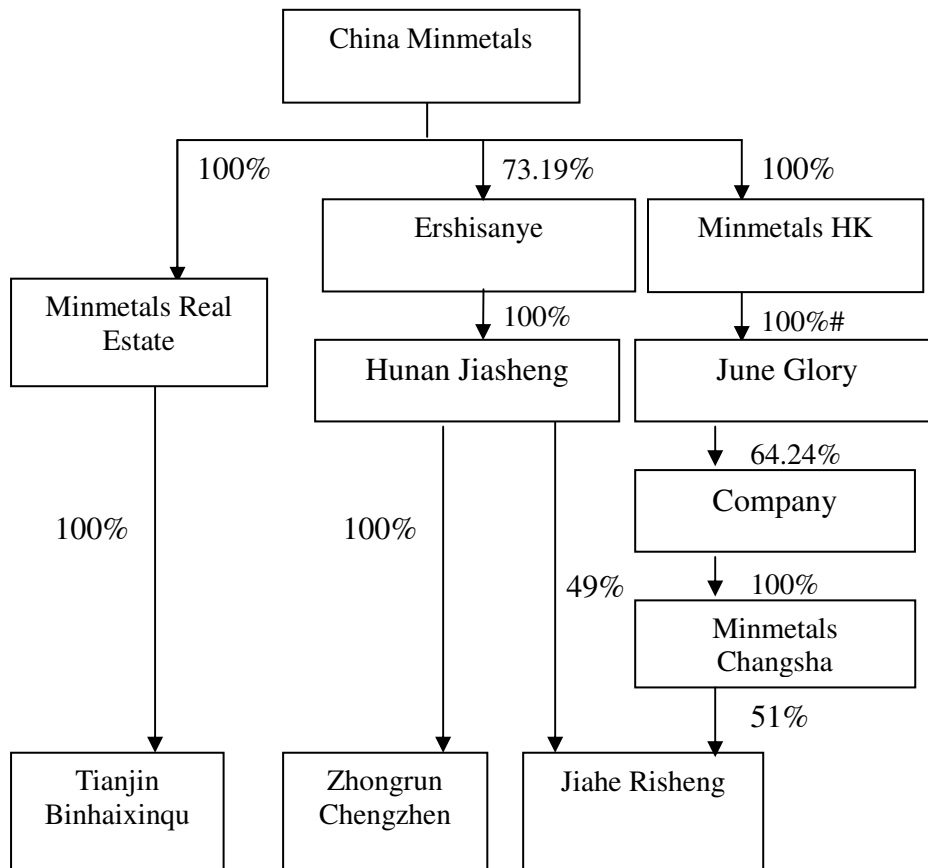 China Minmetals
100%
73.19%
100%
Ershisanye
Minmetals HK
Minmetals Real
Estate
100%
100%#
Hunan Jiasheng
June Glory
64.24%
Company
100%
100%
49%
100%
Minmetals
Changsha
51%
Tianjin
Binhaixinqu
Zhongrun
Chengzhen
Jiahe Risheng